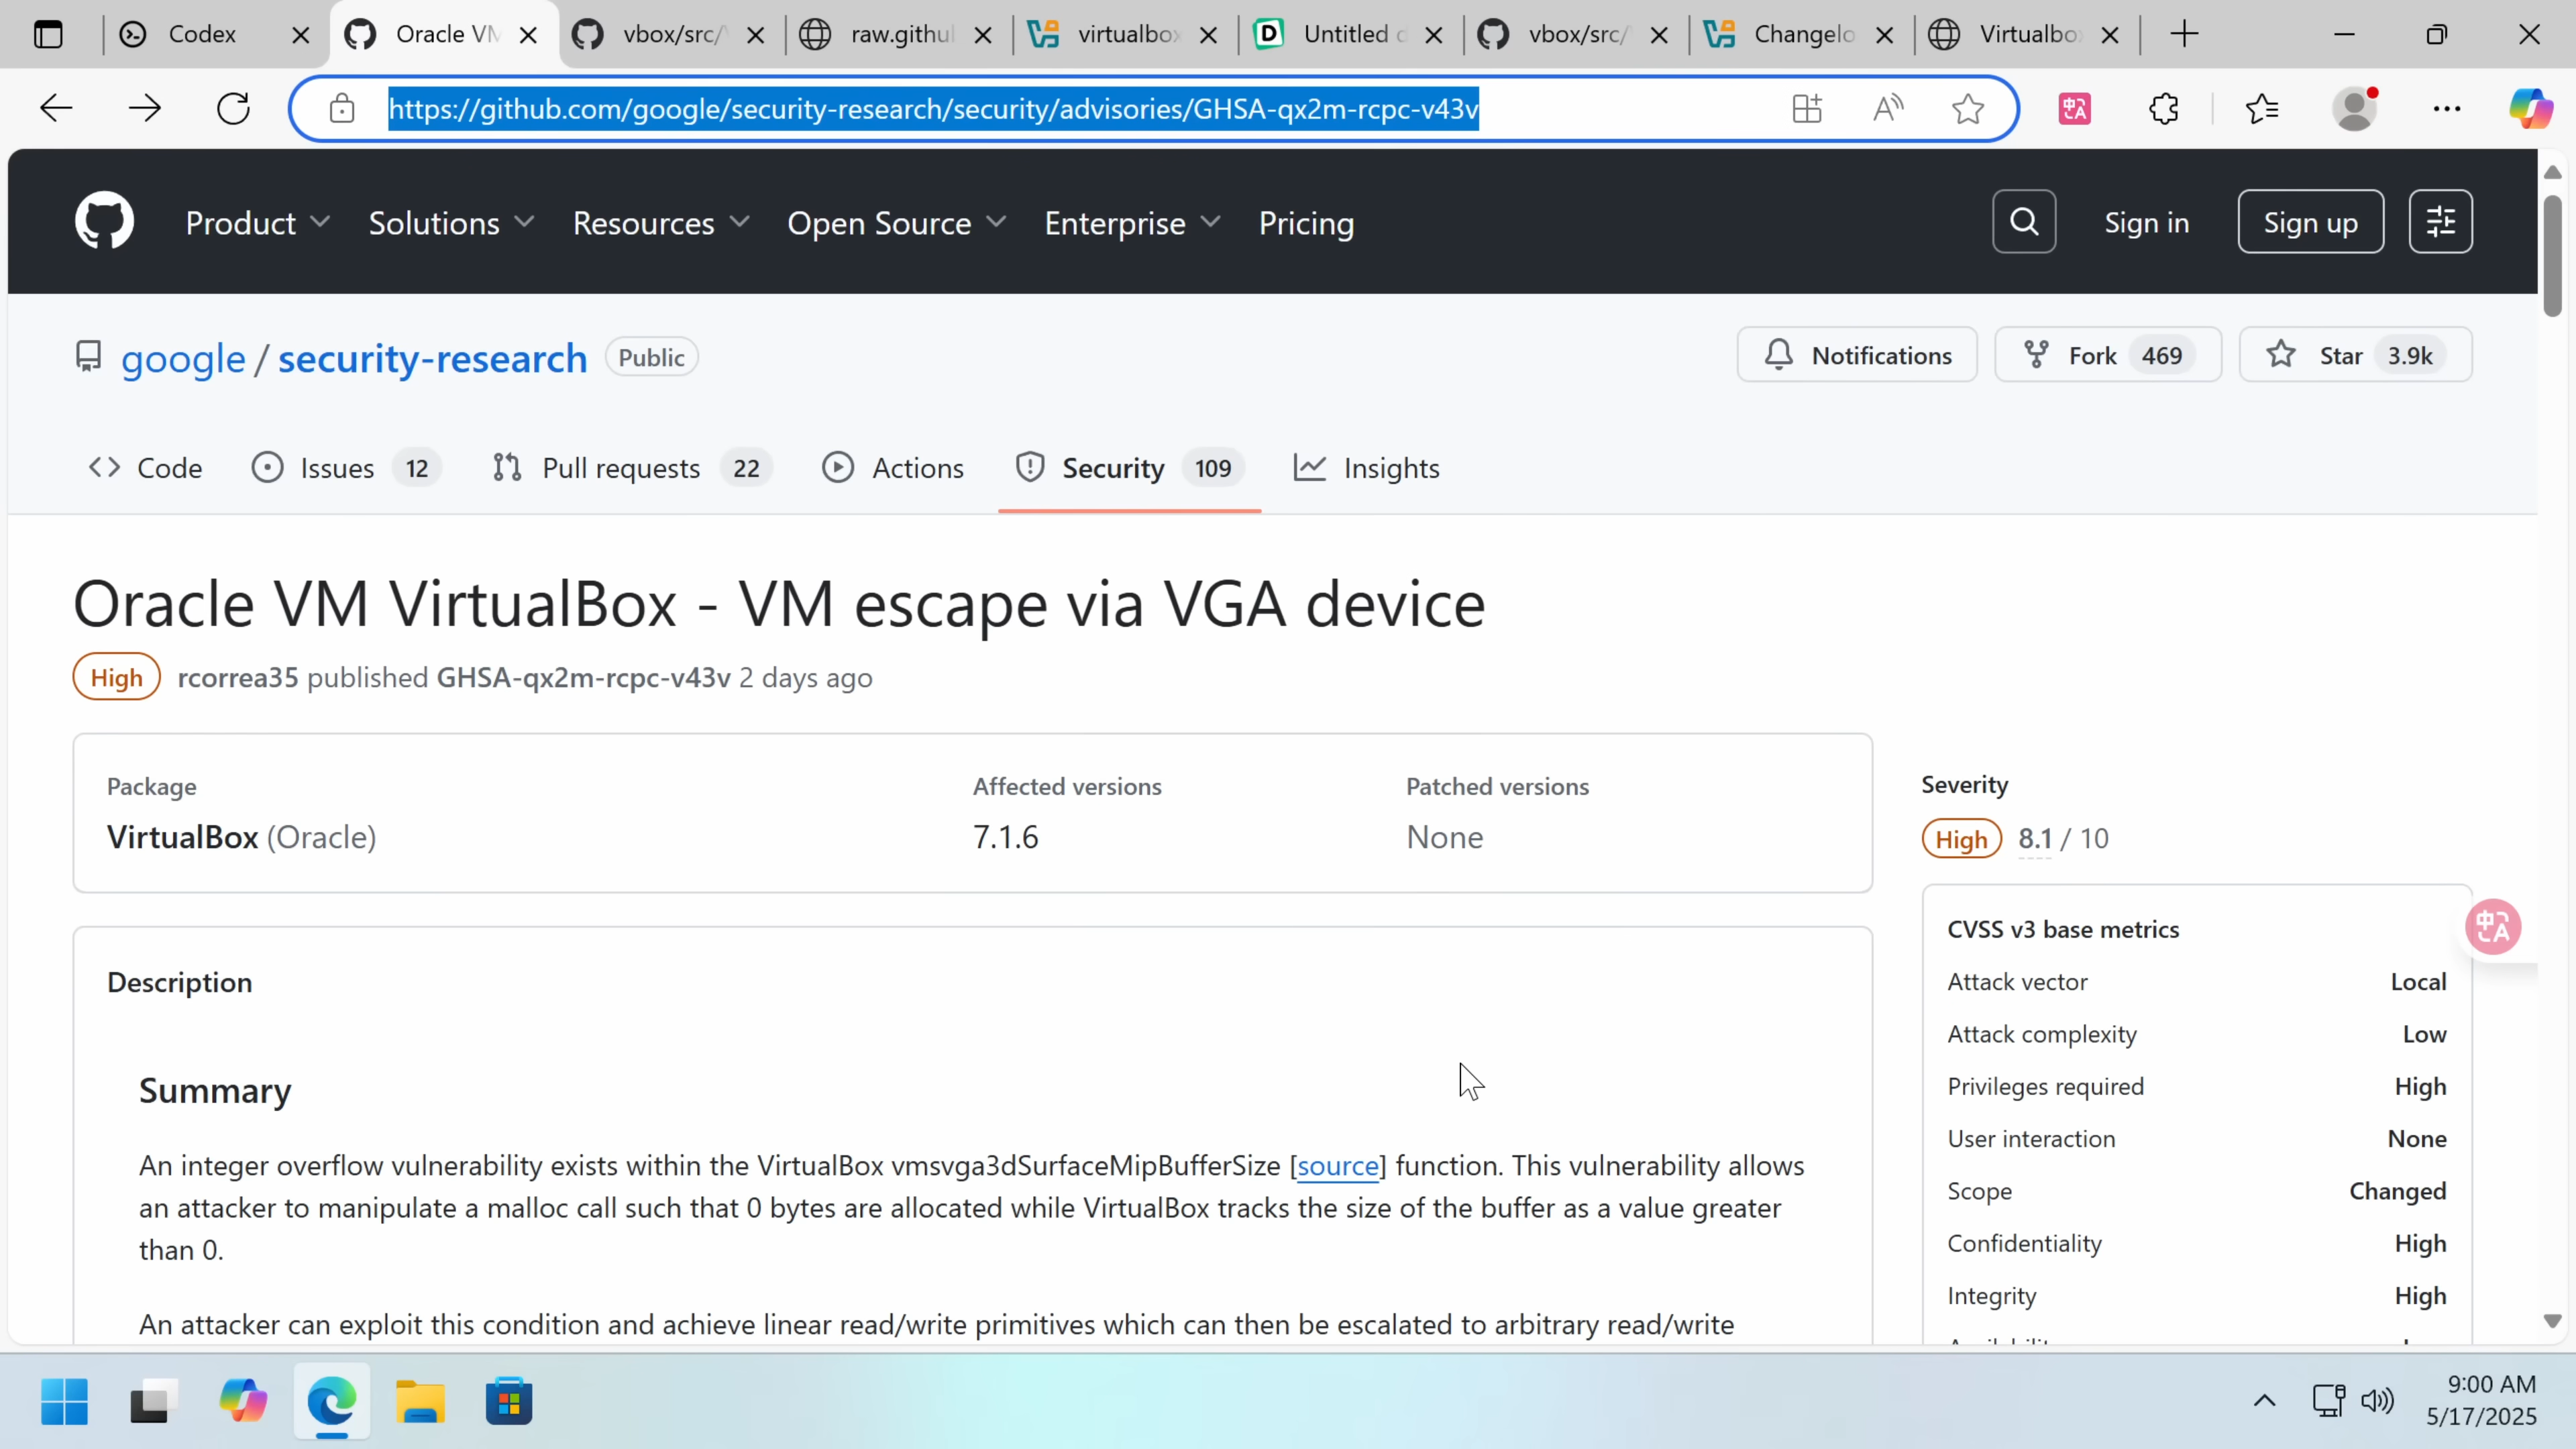 Codex
Oracle VM
vbox/src/
raw.githul
virtualbox
Untitled
vbox/src/
Changelo
Virtualbo
https://github.com/google/security-research/security/advisories/GHSA-qx2m-rcpc-v43v
Product
Solutions
Resources
Open Source
Enterprise
Pricing
Sign in
Sign up
google / security-research
Public
Notifications
Fork 469
Star 3.9k
Code
Issues 12
Pull requests 22
Actions
Security 109
Insights
Oracle VM VirtualBox - VM escape via VGA device
High rcorrea35 published GHSA-qx2m-rcpc-v43v 2 days ago
Package
VirtualBox (Oracle)
Affected versions
7.1.6
Patched versions
None
Description
Summary
An integer overflow vulnerability exists within the VirtualBox vmsvga3dSurfaceMipBufferSize [source] function. This vulnerability allows
an attacker to manipulate a malloc call such that 0 bytes are allocated while VirtualBox tracks the size of the buffer as a value greater
than 0.
An attacker can exploit this condition and achieve linear read/write primitives which can then be escalated to arbitrary read/write
Severity
High 8.1 / 10
CVSS v3 base metrics
Attack vector Local
Attack complexity Low
Privileges required High
User interaction None
Scope Changed
Confidentiality High
Integrity High
中A
9:00 AM
5/17/2025